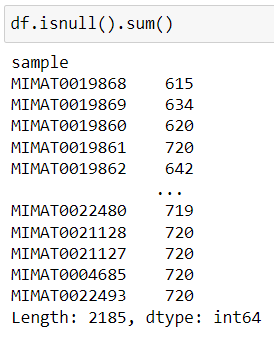 df.isnull().sum()
sample
MIMAT0019868 615
MIMAT0019869 634
MIMAT0019860 620
MIMAT0019861 720
MIMAT0019862 642
...
MIMAT0022480 719
MIMAT0021128 720
MIMAT0021127 720
MIMAT0004685 720
MIMAT0022493 720
Length: 2185, dtype: int64